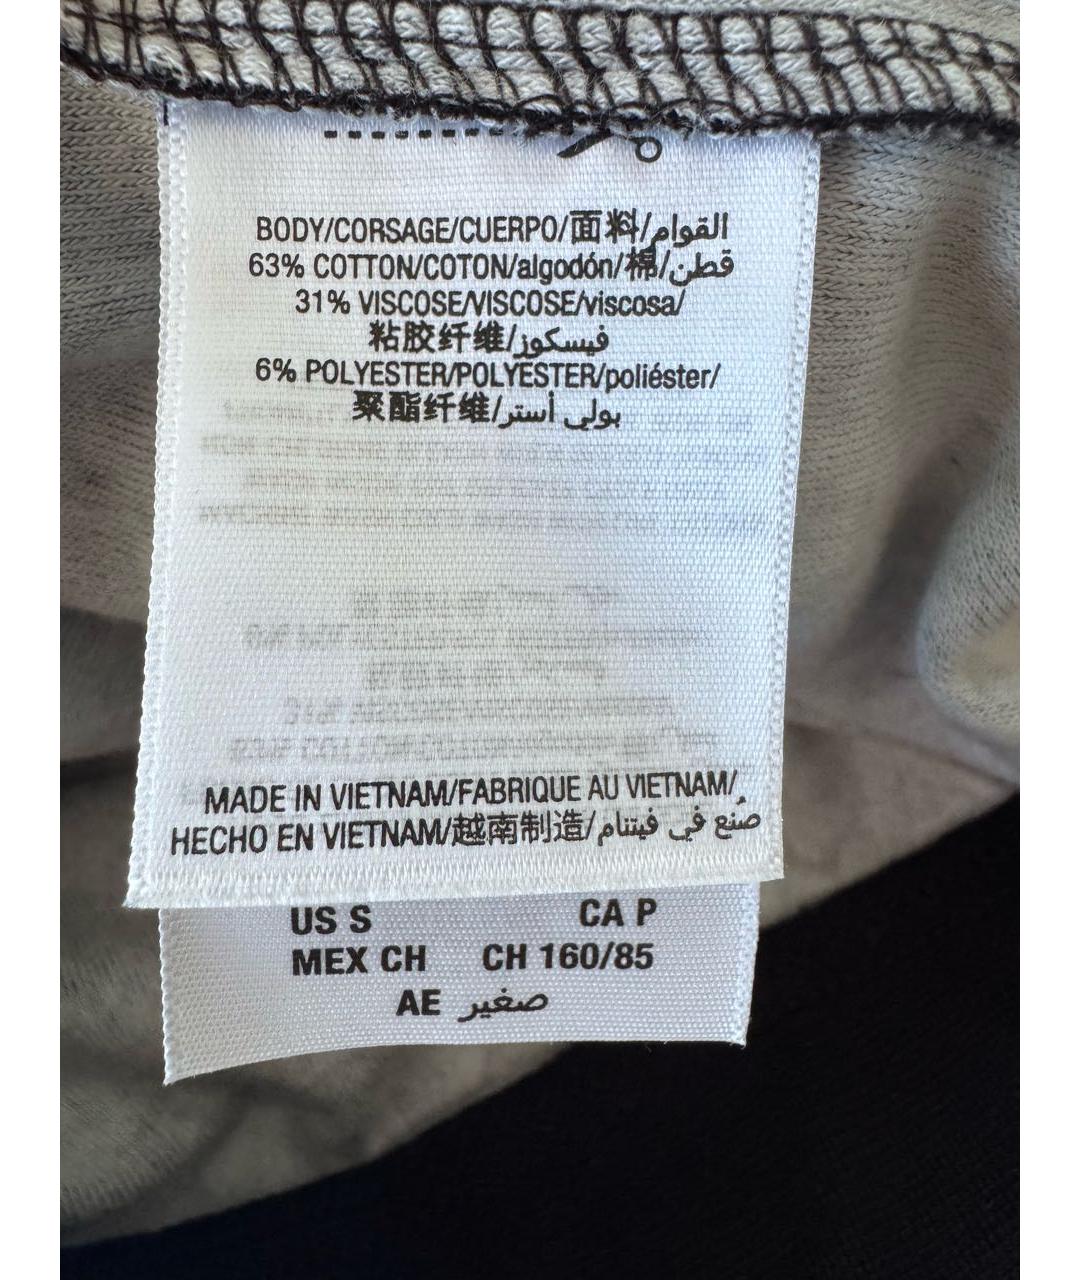 BODY/CORSAGE/CUERPO/面料/القوام
63% COTTON/COTON/algodón/棉/قطن
31% VISCOSE/VISCOSE/viscosa/
粘胶纤维/فيسكوز
6% POLYESTER/POLYESTER/poliéster/
聚酯纤维/بولي أستر
MADE IN VIETNAM/FABRIQUE AU VIETNAM/
HECHO EN VIETNAM/越南制造/صُنع في فيتنام
US S CA P
MEX CH CH 160/85
AE صغير